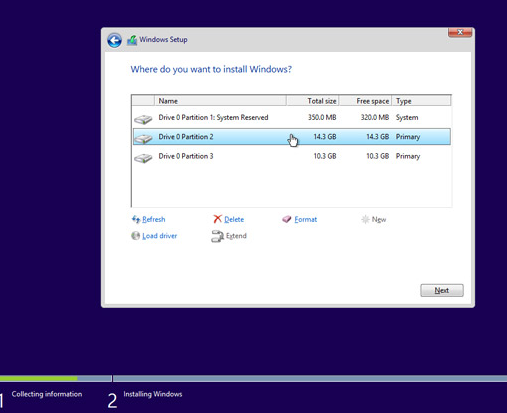 Windows Setup
Where do you want to install Windows?
Name Total size Free space Type
Drive 0 Partition 1: System Reserved 350.0 MB 320.0 MB System
Drive 0 Partition 2 14.3 GB 14.3 GB Primary
Drive 0 Partition 3 10.3 GB 10.3 GB Primary
Refresh Delete Format New
Load driver Extend
Next
1 Collecting information 2 Installing Windows